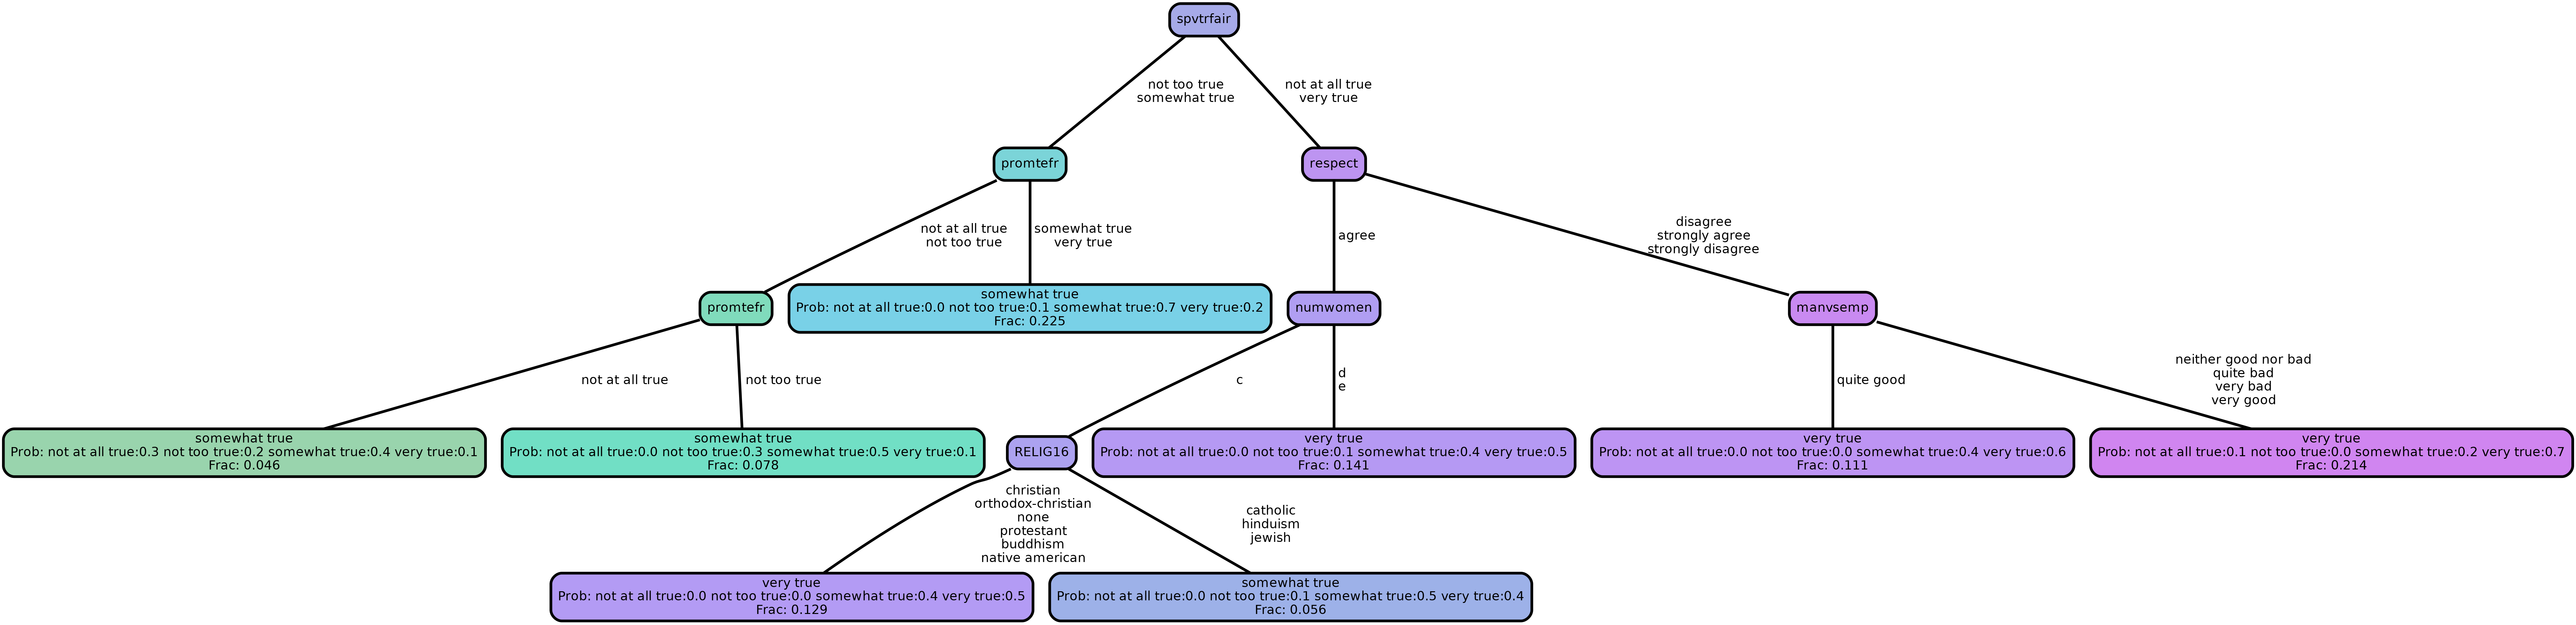 spvtrfair
not too true
somewhat true
not at all true
very true
promtefr
respect
not at all true
not too true
somewhat true
very true
agree
disagree
strongly agree
strongly disagree
promtefr
somewhat true
Prob: not at all true:0.0 not too true:0.1 somewhat true:0.7 very true:0.2
Frac: 0.225
numwomen
manvsemp
not at all true
not too true
c
d
e
quite good
neither good nor bad
quite bad
very bad
very good
somewhat true
Prob: not at all true:0.3 not too true:0.2 somewhat true:0.4 very true:0.1
Frac: 0.046
somewhat true
Prob: not at all true:0.0 not too true:0.3 somewhat true:0.5 very true:0.1
Frac: 0.078
RELIG16
very true
Prob: not at all true:0.0 not too true:0.1 somewhat true:0.4 very true:0.5
Frac: 0.141
very true
Prob: not at all true:0.0 not too true:0.0 somewhat true:0.4 very true:0.6
Frac: 0.111
very true
Prob: not at all true:0.1 not too true:0.0 somewhat true:0.2 very true:0.7
Frac: 0.214
christian
orthodox-christian
none
protestant
buddhism
native american
catholic
hinduism
jewish
very true
Prob: not at all true:0.0 not too true:0.0 somewhat true:0.4 very true:0.5
Frac: 0.129
somewhat true
Prob: not at all true:0.0 not too true:0.1 somewhat true:0.5 very true:0.4
Frac: 0.056